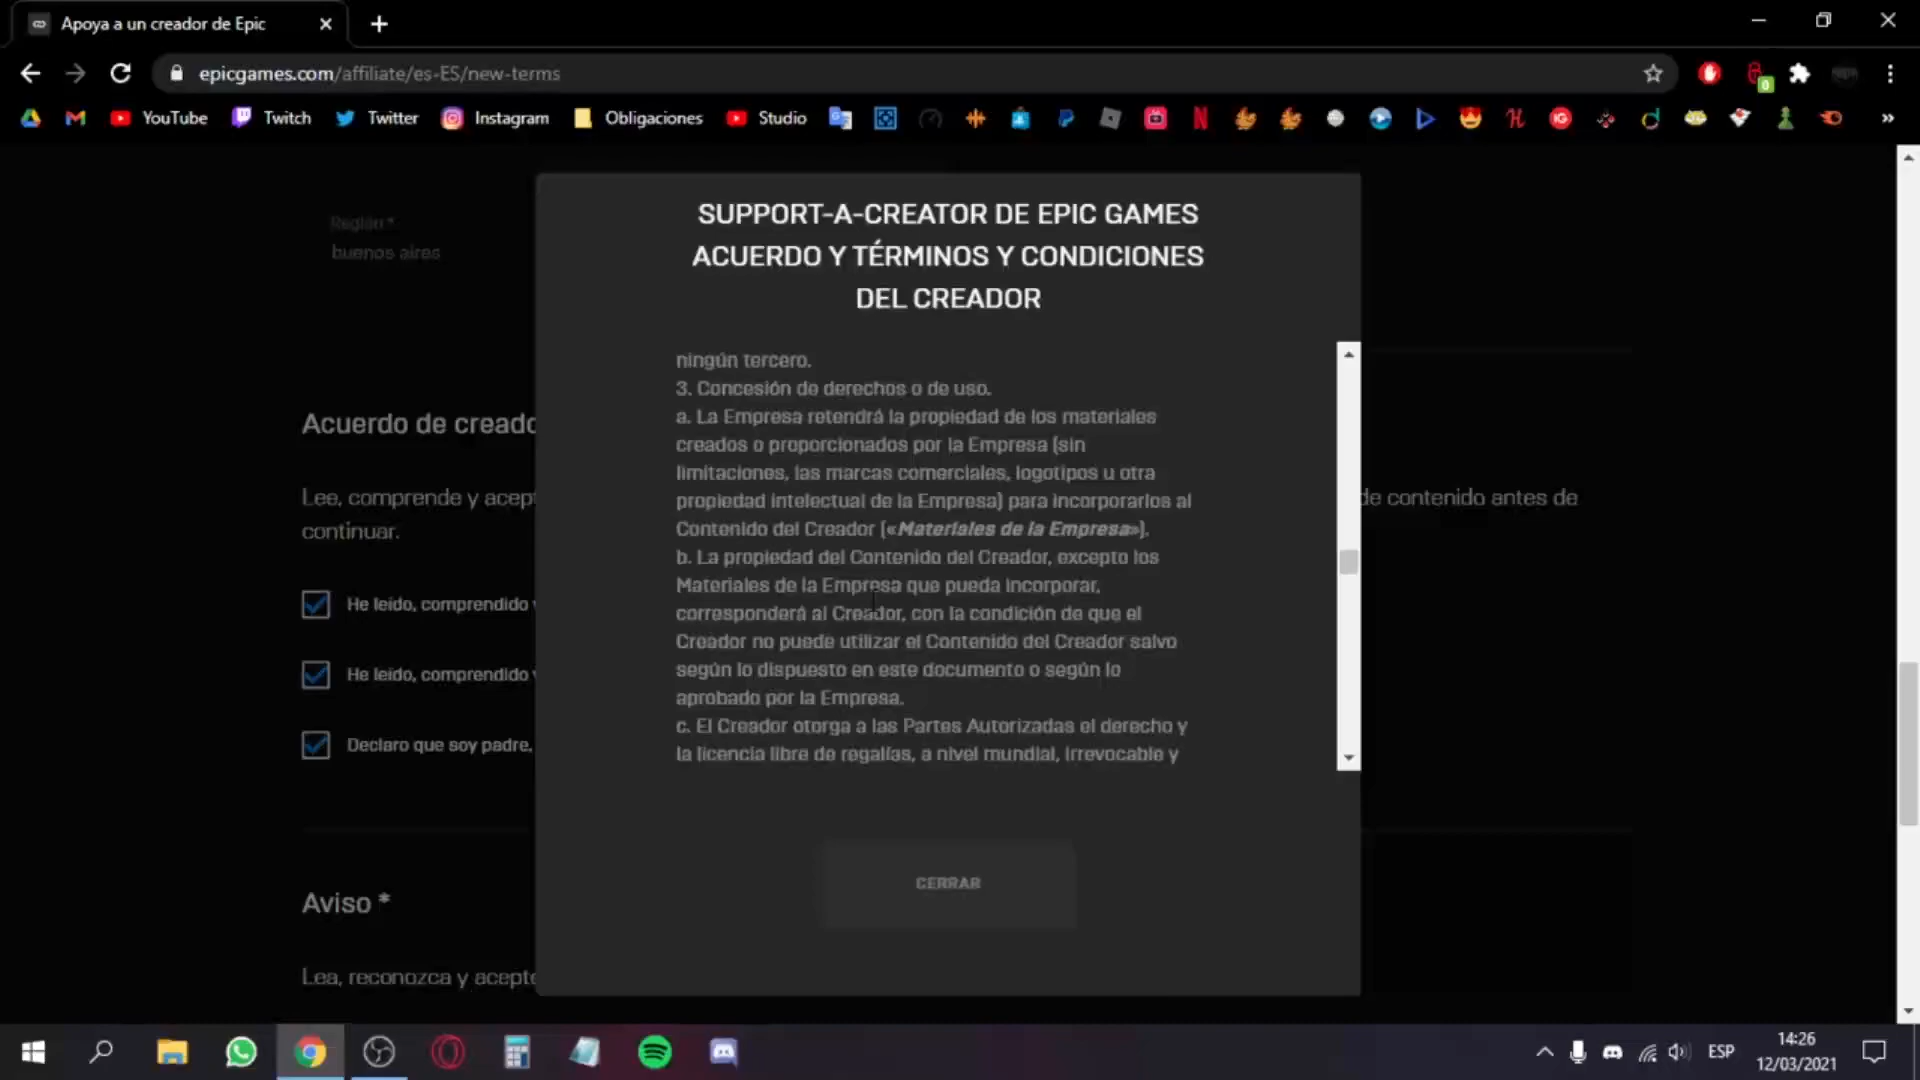 Apoya a un creador de Epic
epicgames.com/affiliate/es-ES/new-terms
YouTube
Twitch
Twitter
Instagram
Obligaciones
Studio
Región *
buenos aires
Acuerdo de creado
Lee, comprende y acept
de contenido antes de
continuar.
He leído, comprendido
He leído, comprendido
Declaro que soy padre,
Aviso *
Lea, reconozca y acepte
SUPPORT-A-CREATOR DE EPIC GAMES
ACUERDO Y TÉRMINOS Y CONDICIONES
DEL CREADOR
ningún tercero.
3. Concesión de derechos o de uso.
a. La Empresa retendrá la propiedad de los materiales
creados o proporcionados por la Empresa (sin
limitaciones, las marcas comerciales, logotipos u otra
propiedad intelectual de la Empresa) para incorporarlos al
Contenido del Creador («Materiales de la Empresa»).
b. La propiedad del Contenido del Creador, excepto los
Materiales de la Empresa que pueda incorporar,
corresponderá al Creador, con la condición de que el
Creador no puede utilizar el Contenido del Creador salvo
según lo dispuesto en este documento o según lo
aprobado por la Empresa.
c. El Creador otorga a las Partes Autorizadas el derecho y
la licencia libre de regalías, a nivel mundial, irrevocable y
CERRAR
ESP
14:26
12/03/2021